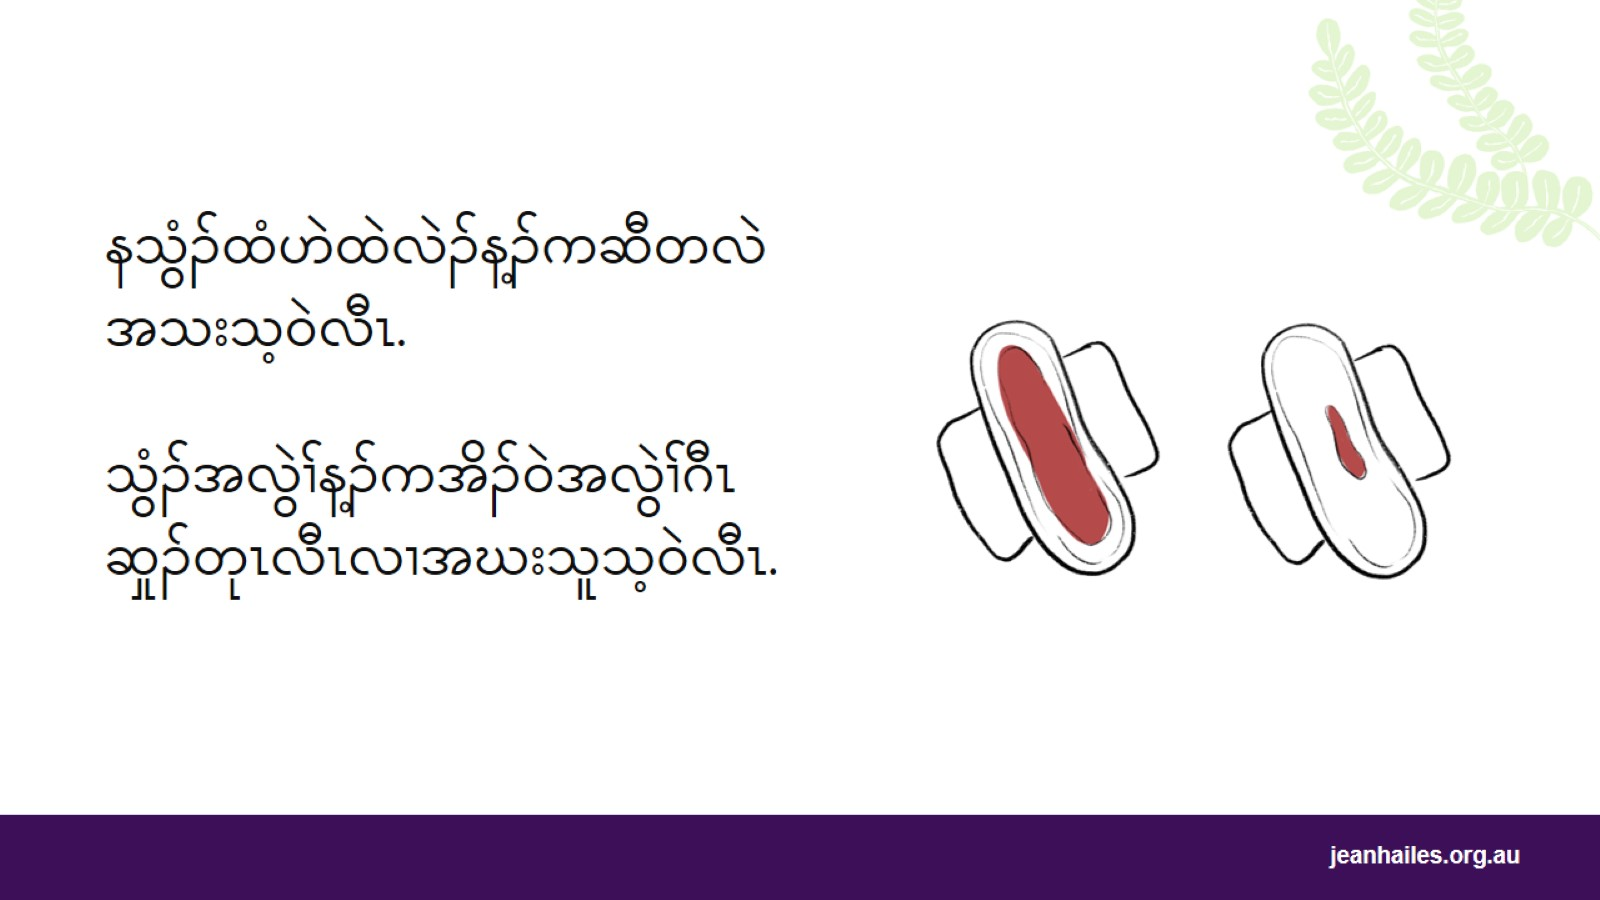 နသွံၣ်ထံဟဲထဲလဲၣ်န့ၣ်ကဆီတလဲ
အသးသ့ဝဲလီၤ.
သွံၣ်အလွဲၢ်န့ၣ်ကအိၣ်ဝဲအလွဲၢ်ဂီၤ
ဆှူၣ်တုၤလီၤလၢအဃးသူသ့ဝဲလီၤ.
jeanhailes.org.au